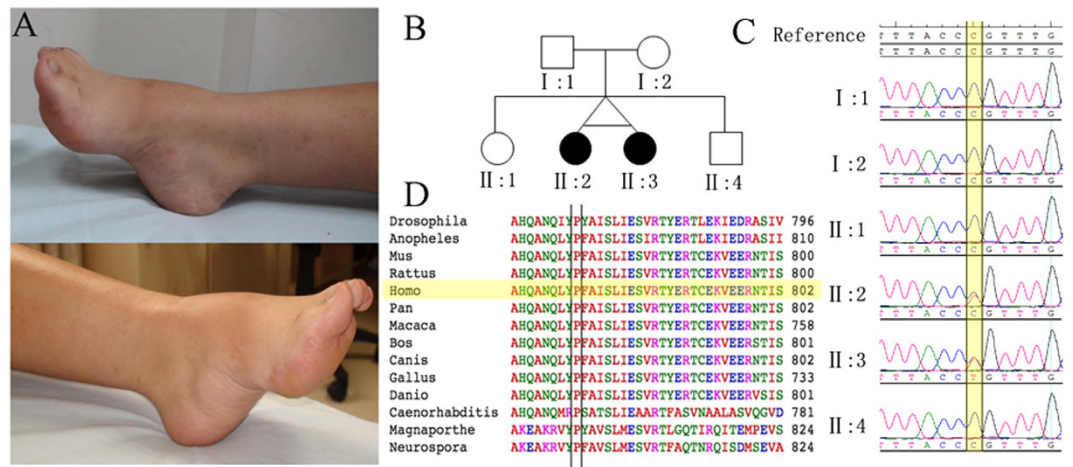 A
B
C
Reference
T T T A C C C G T T T G
T T T A C C C G T T T G
I:1
T T T A C C C G T T T G
I:2
T T T A C C C G T T T G
II:1
T T T A C C C G T T T G
II:2
T T T A C C C G T T T G
II:3
T T T A C C T G T T T G
II:4
T T T A C C C G T T T G
I:1 I:2
II:1 II:2 II:3 II:4
D
Drosophila AHQANQIYPYAISLIESVRTYERTLEKIEDRASIV 796
Anopheles AHQANQLYPFAISLIESIRTYERTCEKVEERASII 810
Mus AHQANQLYPFAISLIESVRTYERTCEKVEERNTIS 800
Rattus AHQANQLYPFAISLIESVRTYERTCEKVEERNTIS 800
Homo AHQANQLYPFAISLIESVRTYERTCEKVEERNTIS 802
Pan AHQANQLYPFAISLIESVRTYERTCEKVEERNTIS 802
Macaca AHQANQLYPFAISLIESVRTYERTCEKVEERNTIS 758
Bos AHQANQLYPFAISLIESVRTYERTCEKVEERSTIS 801
Canis AHQANQLYPFAISLIESVRTYERTCEKVEERNTIS 802
Gallus AHQANQLYPFAISLIESVRTYERTCEKVEERNTIS 733
Danio AHQANQLYPFAISLIESVRTYERTCEKVEERVSIS 801
Caenorhabditis AHQANQMRPSATSLIEAARTFASVNAALASVQGVD 781
Magnaporthe AKEAKRVYPYAVSLMESVRTLGQTIRQITEMPEVS 824
Neurospora AKEAKRVYPFAVSLMESVRTFAQTNRQISDMSEVA 824